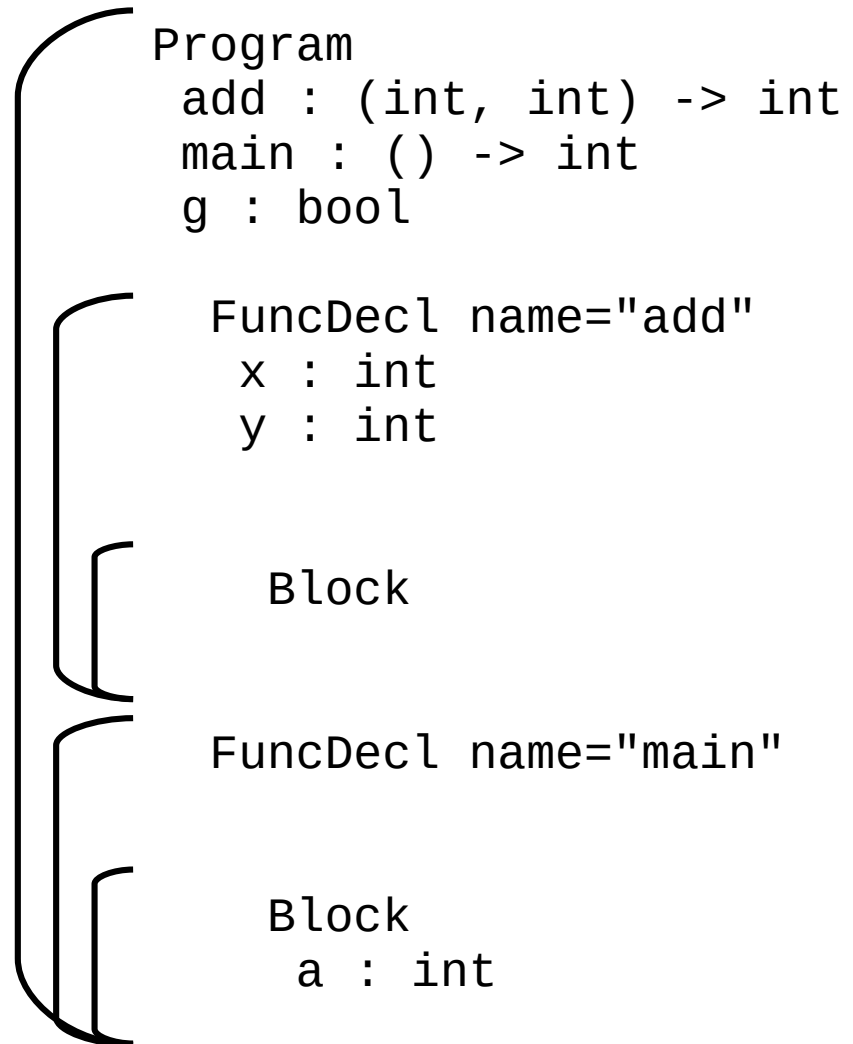 Program
add : (int, int) -> int
main : () -> int
g : bool
FuncDecl name="add"
x : int
y : int
Block
FuncDecl name="main"
Block
a : int